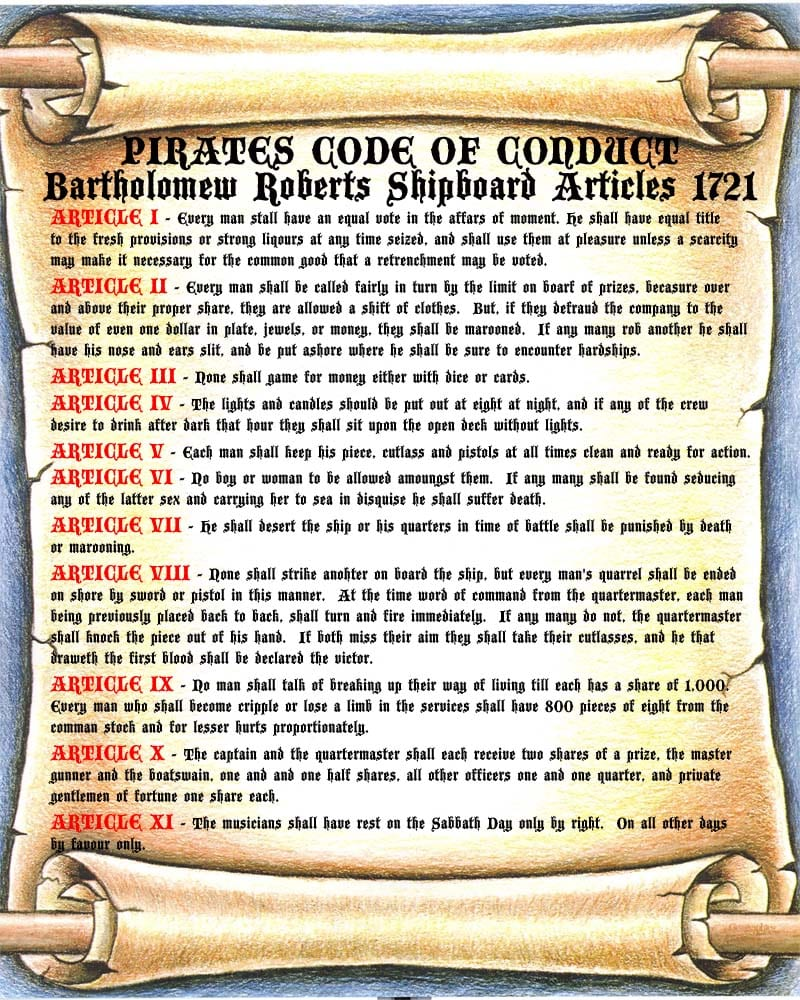 PIRATES CODE OF CONDUCT
Bartholomew Roberts Shipboard Articles 1721
ARTICLE I - Every man stall have an equal vote in the affars of moment. He shall have equal title
to the fresh provisions or strong liqours at any time seized, and shall use them at pleasure unless a scarcity
may make it necessary for the common good that a retrenchment may be voted.
ARTICLE II - Every man shall be called fairly in turn by the limit on boarf of prizes, becasure over
and above their proper share, they are allowed a shift of clothes. But, if they defraud the company to the
value of even one dollar in plate, jewels, or money, they shall be marooned. If any many rob another he shall
have his nose and ears slit, and be put ashore where he shall be sure to encounter hardships.
ARTICLE III - None shall game for money either with dice or cards.
ARTICLE IV - The lights and candles should be put out at eight at night, and if any of the crew
desire to drink after dark that hour they shall sit upon the open deck without lights.
ARTICLE V - Each man shall keep his piece, cutlass and pistols at all times clean and ready for action.
ARTICLE VI - No boy or woman to be allowed amoungst them. If any many shall be found seducing
any of the latter sex and carrying her to sea in disquise he shall suffer death.
ARTICLE VII - He shall desert the ship or his quarters in time of battle shall be punished by death
or marooning.
ARTICLE VIII - None shall strike anohter on board the ship, but every man's quarrel shall be ended
on shore by sword or pistol in this manner. At the time word of command from the quartermaster, each man
being previously placed back to back, shall turn and fire immediately. If any many do not, the quartermaster
shall knock the piece out of his hand. If both miss their aim they shall take their cutlasses, and he that
draweth the first blood shall be declared the victor.
ARTICLE IX - No man shall talk of breaking up their way of living till each has a share of 1.000.
Every man who shall become cripple or lose a limb in the services shall have 800 pieces of eight from the
comman stock and for lesser hurts proportionately.
ARTICLE X - The captain and the quartermaster shall each receive two shares of a prize, the master
gunner and the boatswain, one and and one half shares, all other officers one and one quarter, and private
gentlemen of fortune one share each.
ARTICLE XI - The musicians shall have rest on the Sabbath Day only by right. On all other days
by favour only.